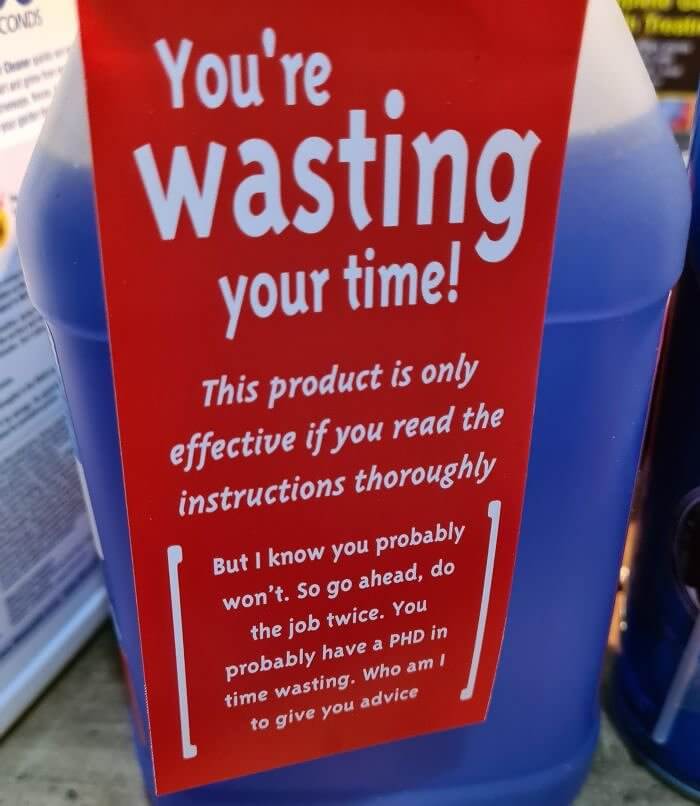 CONDS
You're
wasting
your time!
This product is only
effective if you read the
instructions thoroughly
But I know you probably
won't. So go ahead, do
the job twice. You
probably have a PHD in
time wasting. Who am I
to give you advice